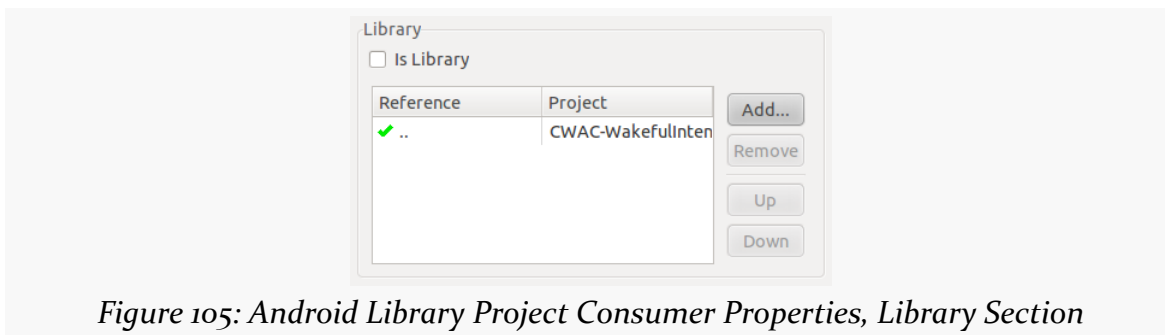 Library
Is Library
Reference Project Add...
.. CWAC-WakefulInten
Remove
Up
Down
Figure 105: Android Library Project Consumer Properties, Library Section